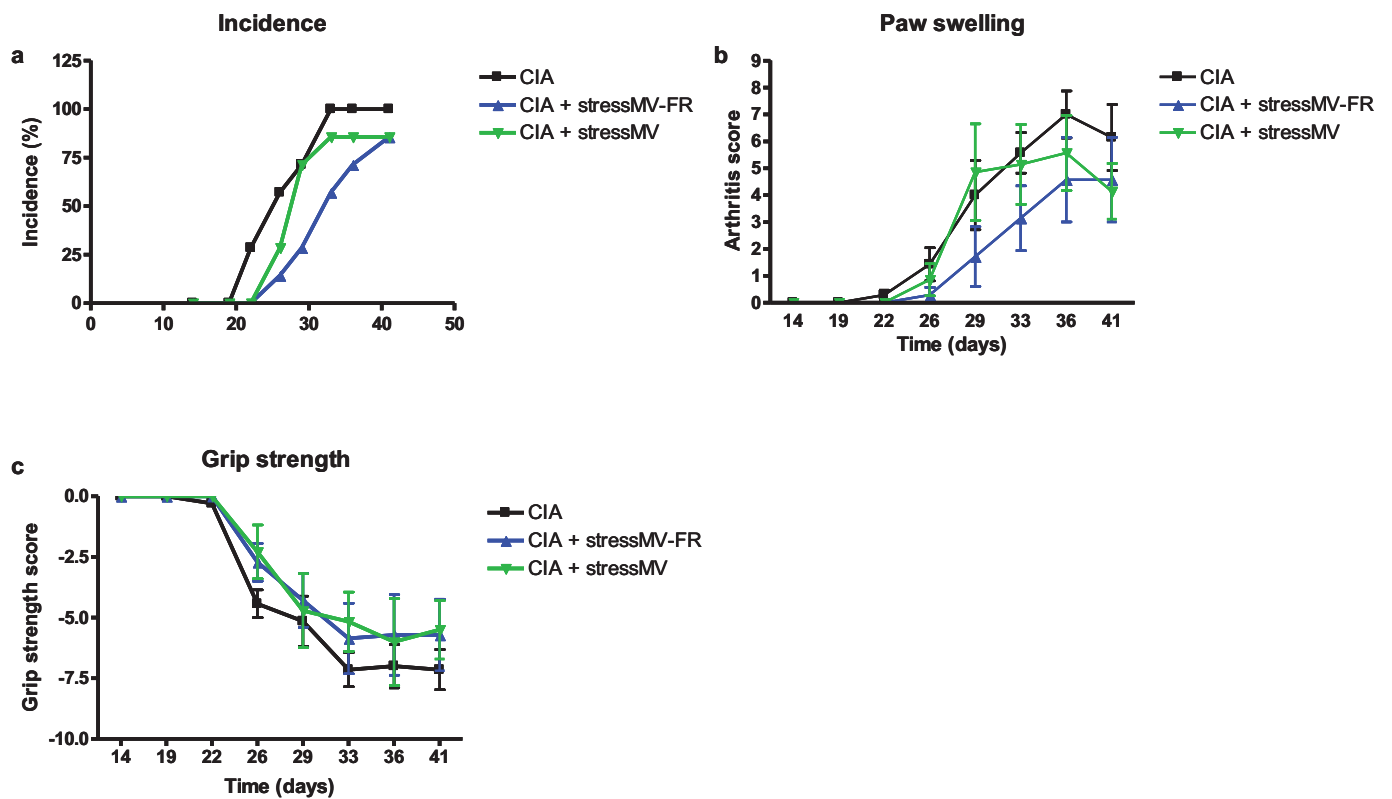 Incidence
a
125
100
75
50
25
0
Incidence (%)
0 10 20 30 40 50
CIA
CIA + stressMV-FR
CIA + stressMV
Paw swelling
b
9
8
7
6
5
4
3
2
1
0
Arthritis score
14 19 22 26 29 33 36 41
Time (days)
CIA
CIA + stressMV-FR
CIA + stressMV
Grip strength
c
0.0
-2.5
-5.0
-7.5
-10.0
Grip strength score
14 19 22 26 29 33 36 41
Time (days)
CIA
CIA + stressMV-FR
CIA + stressMV